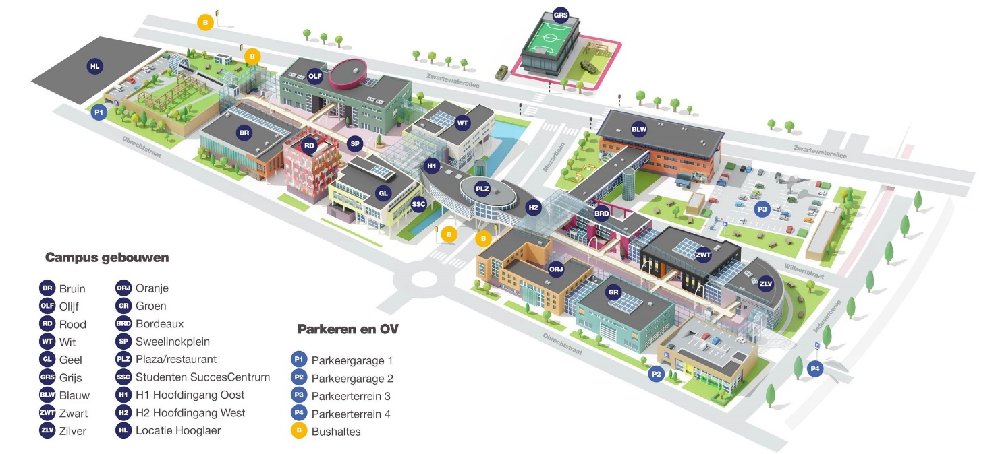 GRS
B
B
HL
OLF
Zwartewaterallee
P1
WT
BLW
BR
RD
SP
Obrechtstraat
Mozartlaan
Zwartewaterallee
H1
PLZ
GL
SSC
H2
BRD
P3
B
B
ZWT
ORJ
Willaertstraat
ZLV
GR
Industrieweg
Obrechtstraat
P2
P4
Campus gebouwen
BR Bruin
OLF Olijf
RD Rood
WT Wit
GL Geel
GRS Grijs
BLW Blauw
ZWT Zwart
ZLV Zilver
ORJ Oranje
GR Groen
BRD Bordeaux
SP Sweelinckplein
PLZ Plaza/restaurant
SSC Studenten SuccesCentrum
H1 H1 Hoofdingang Oost
H2 H2 Hoofdingang West
HL Locatie Hooglaer
Parkeren en OV
P1 Parkeergarage 1
P2 Parkeergarage 2
P3 Parkeerterrein 3
P4 Parkeerterrein 4
B Bushaltes